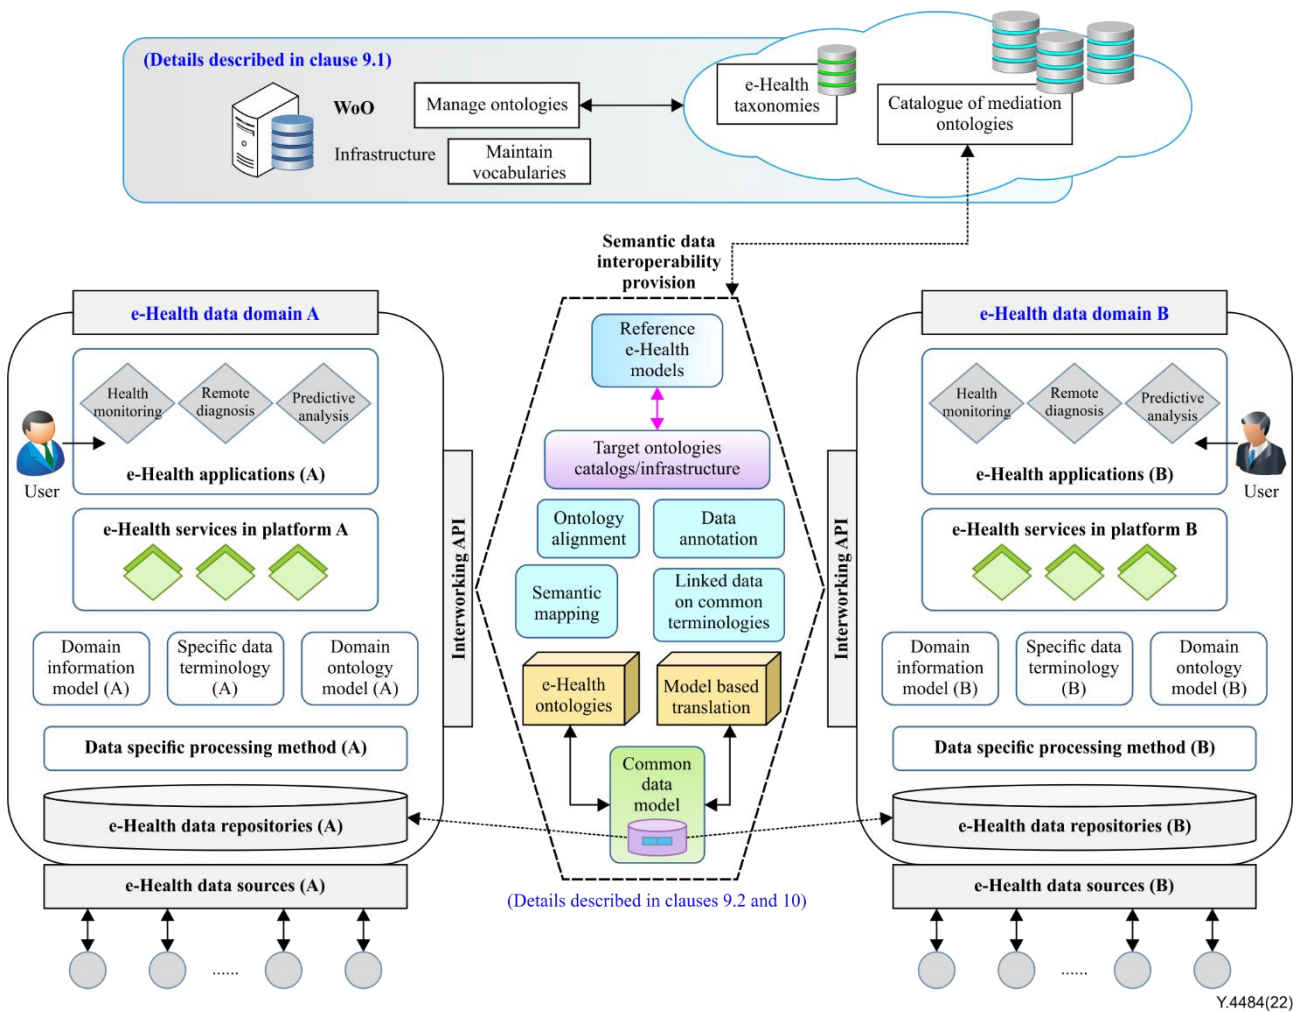 (Details described in clause 9.1)
WoO
Infrastructure
Manage ontologies
Maintain
vocabularies
e-Health
taxonomies
Catalogue of mediation
ontologies
Semantic data
interoperability
provision
e-Health data domain A
Health
monitoring
Remote
diagnosis
Predictive
analysis
e-Health applications (A)
User
e-Health services in platform A
Domain
information
model (A)
Specific data
terminology
(A)
Domain
ontology
model (A)
Data specific processing method (A)
e-Health data repositories (A)
e-Health data sources (A)
......
Interworking API
Reference
e-Health
models
Target ontologies
catalogs/infrastructure
Ontology
alignment
Data
annotation
Semantic
mapping
Linked data
on common
terminologies
e-Health
ontologies
Model based
translation
Common
data
model
(Details described in clauses 9.2 and 10)
Interworking API
e-Health data domain B
Health
monitoring
Remote
diagnosis
Predictive
analysis
e-Health applications (B)
User
e-Health services in platform B
Domain
information
model (B)
Specific data
terminology
(B)
Domain
ontology
model (B)
Data specific processing method (B)
e-Health data repositories (B)
e-Health data sources (B)
......
Y.4484(22)